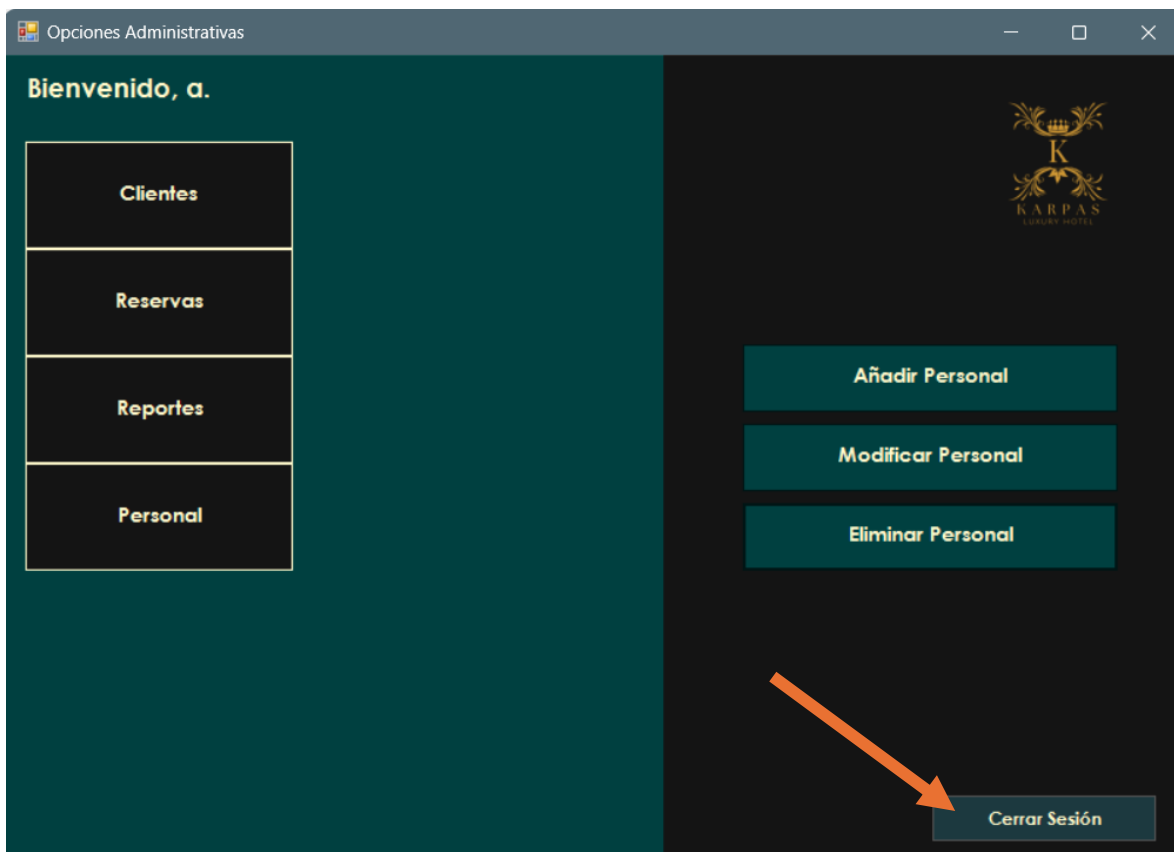 Opciones Administrativas
Bienvenido, a.
Clientes
Reservas
Reportes
Personal
K
KARPAS
LUXURY HOTEL
Añadir Personal
Modificar Personal
Eliminar Personal
Cerrar Sesión